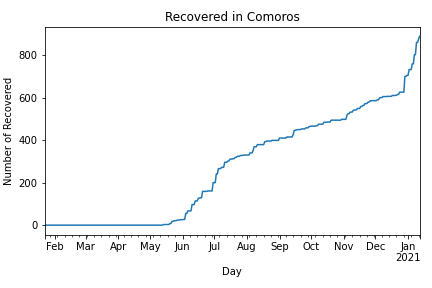 Recovered in Comoros
Number of Recovered
800
600
400
200
0
Feb Mar Apr May Jun Jul Aug Sep Oct Nov Dec Jan
2021
Day